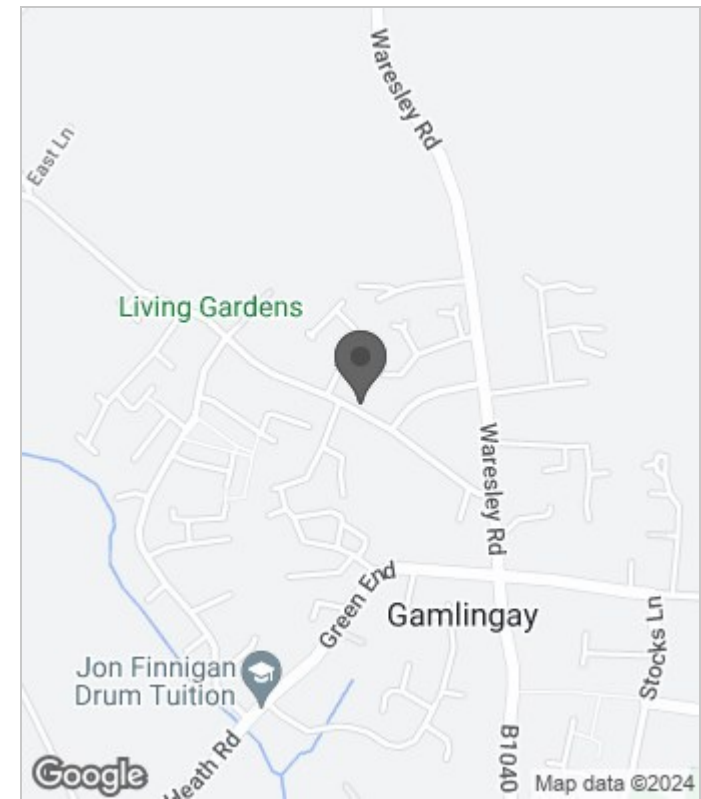 Waresley Rd
East Ln
Living Gardens
Waresley Rd
Green End
Gamlingay
Stocks Ln
Jon Finnigan
Drum Tuition
Heath Rd
B1040
Google
Map data ©2024